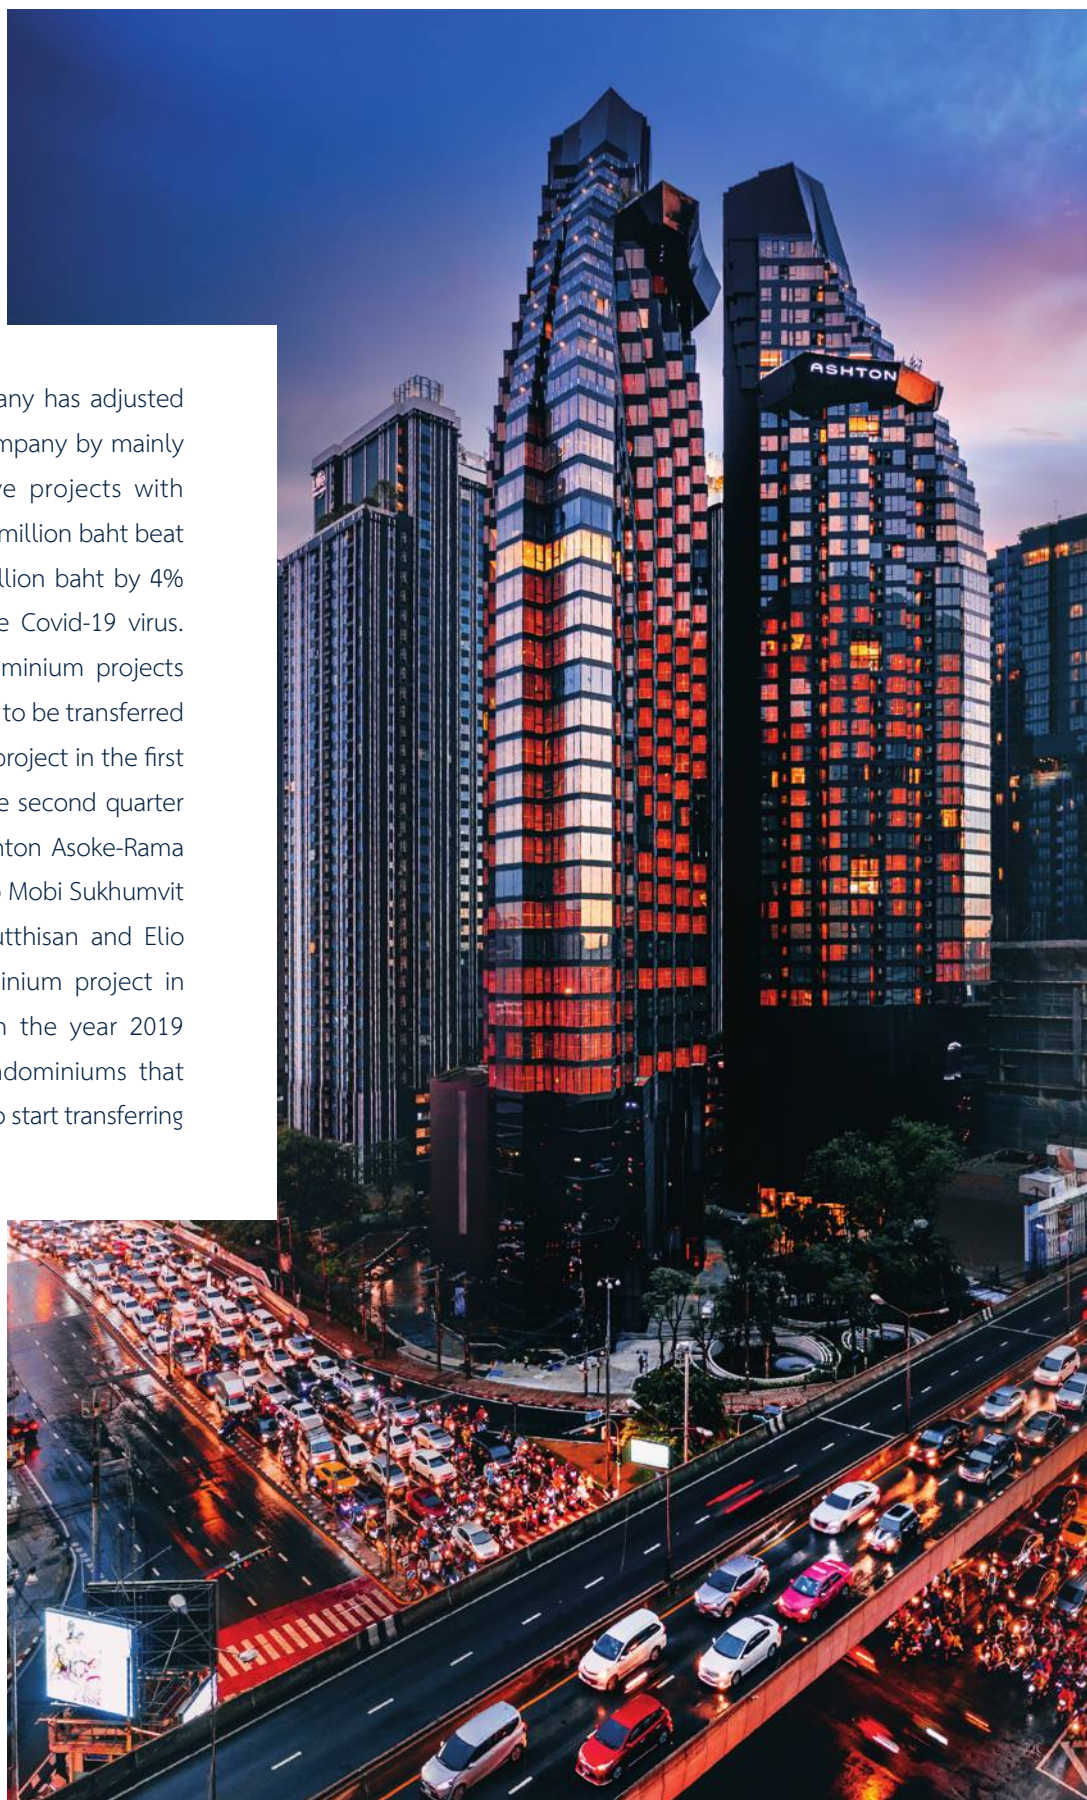 any has adjusted
mpany by mainly
ve projects with
million baht beat
llion baht by 4%
e Covid-19 virus.
minium projects
to be transferred
project in the first
e second quarter
nton Asoke-Rama
o Mobi Sukhumvit
utthisan and Elio
inium project in
n the year 2019
ndominiums that
o start transferring
ASHTON